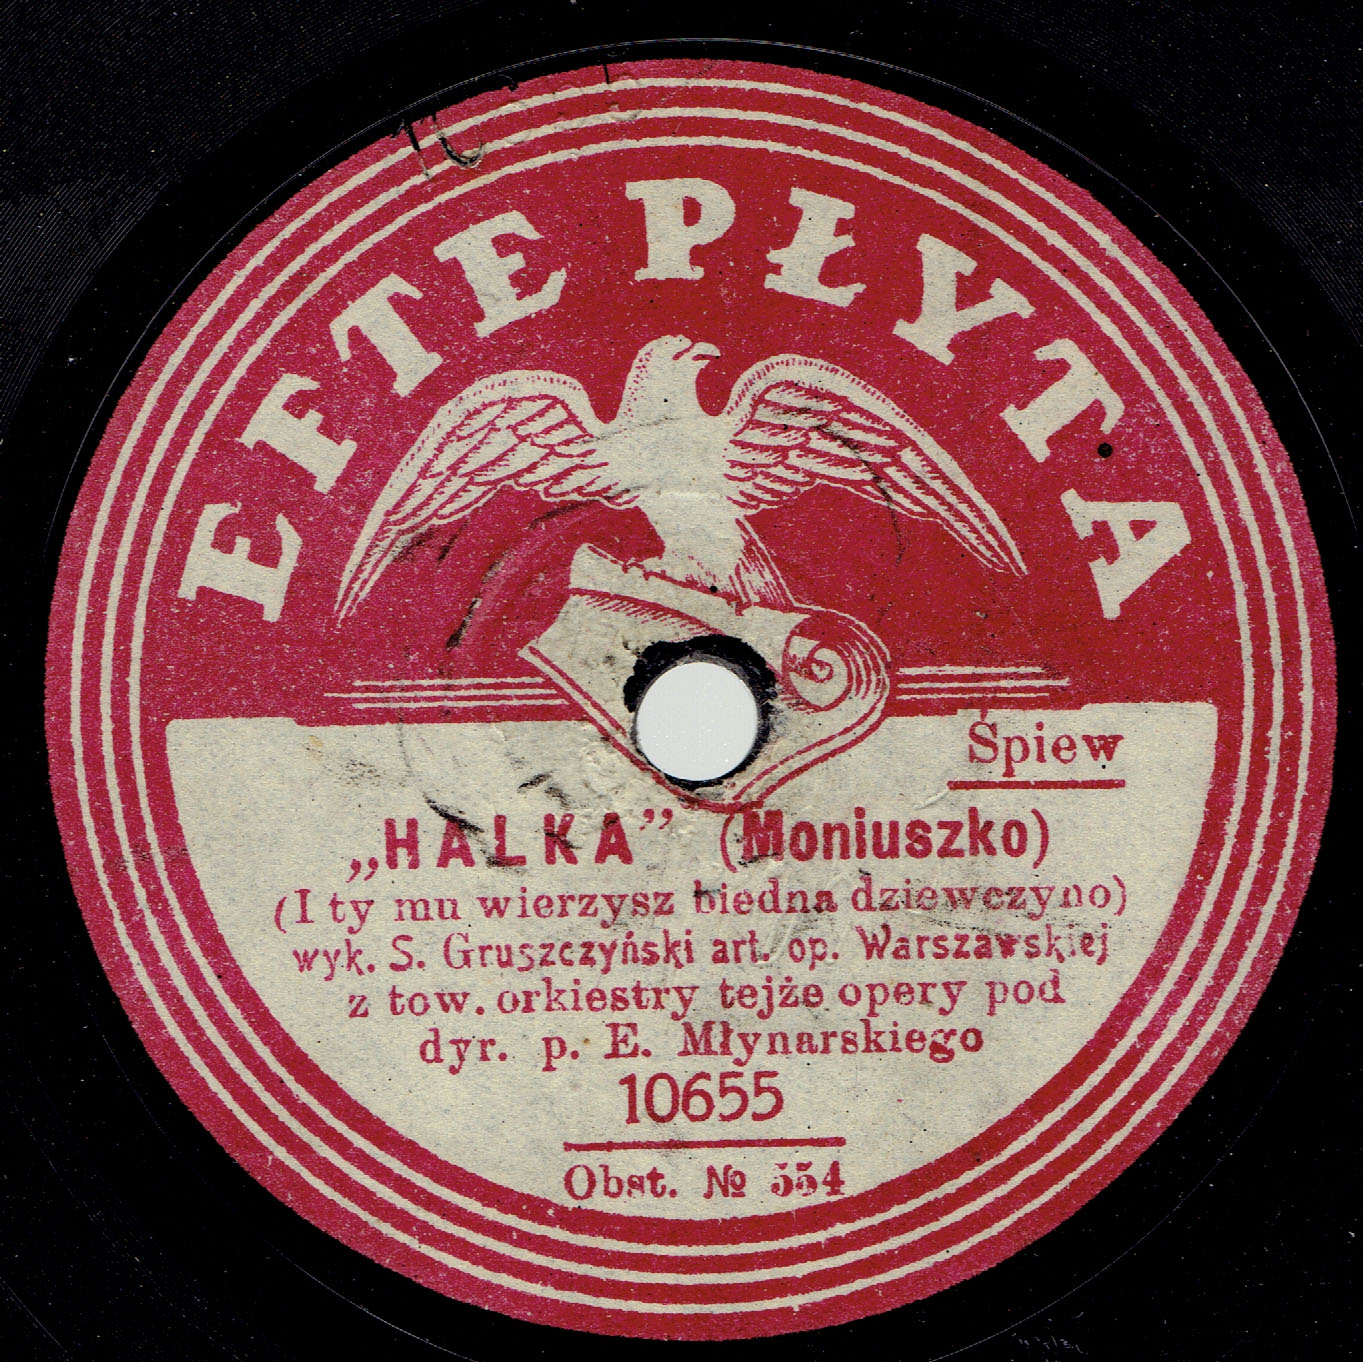 EFTE PŁYTA
Śpiew
„HALKA” (Moniuszko)
(I ty mu wierzysz biedna dziewczyno)
wyk. S. Gruszczyński art. op. Warszawskiej
z tow. orkiestry tejże opery pod
dyr. p. E. Młynarskiego
10655
Obst. № 554